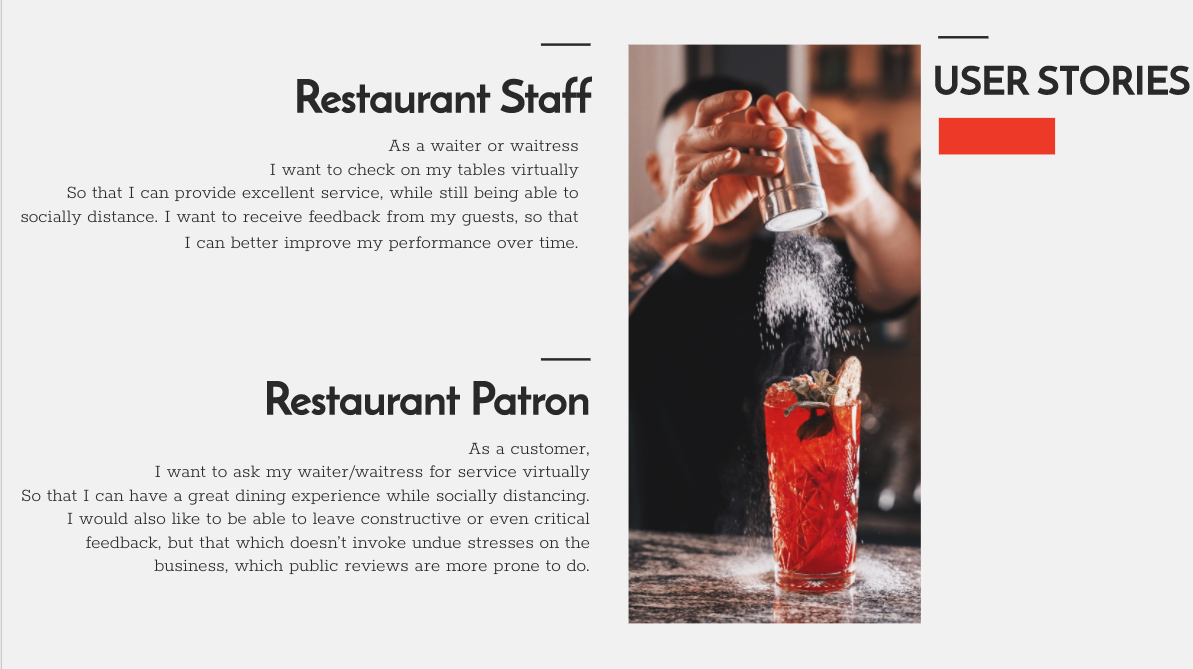 USER STORIES
Restaurant Staff
As a waiter or waitress
I want to check on my tables virtually
So that I can provide excellent service, while still being able to
socially distance. I want to receive feedback from my guests, so that
I can better improve my performance over time.
Restaurant Patron
As a customer,
I want to ask my waiter/waitress for service virtually
So that I can have a great dining experience while socially distancing.
I would also like to be able to leave constructive or even critical
feedback, but that which doesn't invoke undue stresses on the
business, which public reviews are more prone to do.